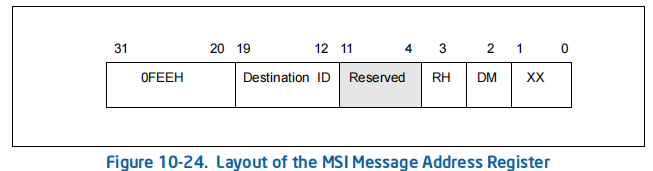 31 20 19 12 11 4 3 2 1 0
0FEEH Destination ID Reserved RH DM XX
Figure 10-24. Layout of the MSI Message Address Register